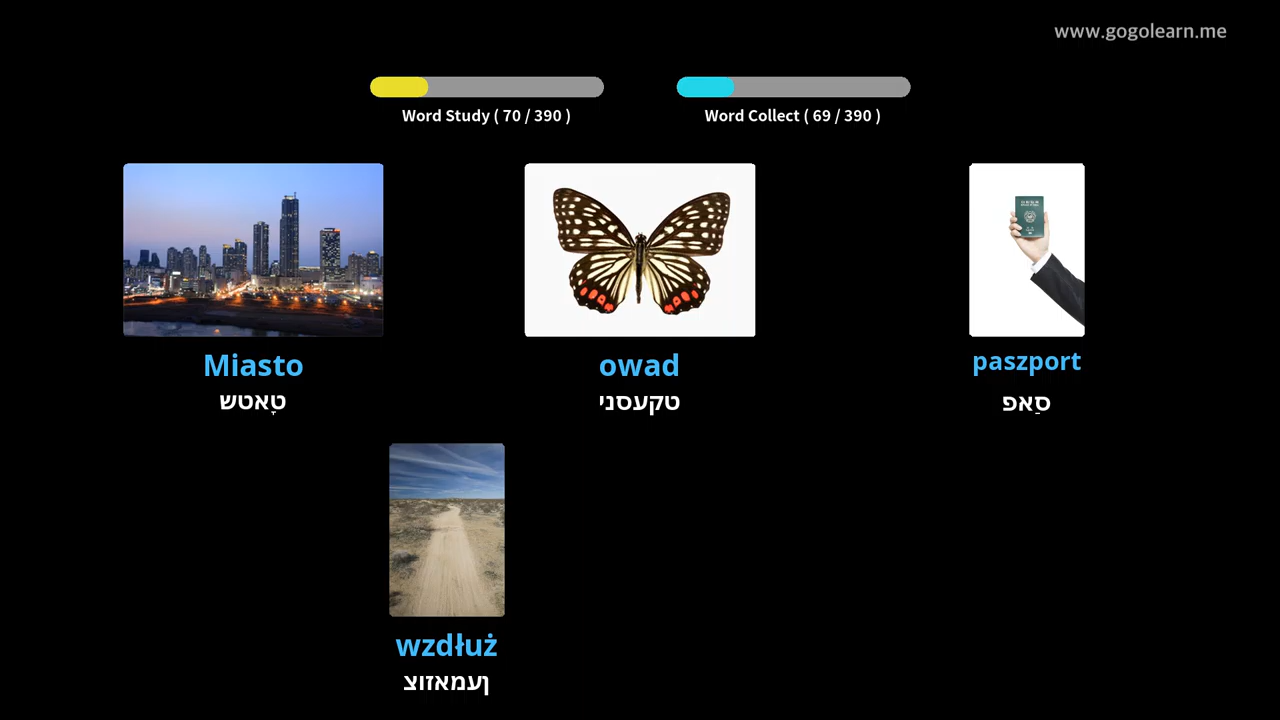 www.gogolearn.me
Word Study ( 70 / 390 )
Word Collect ( 69 / 390 )
Miasto
טָאטש
owad
טקעסני
paszport
סַאפ
wzdłuż
ןעמאזוצ